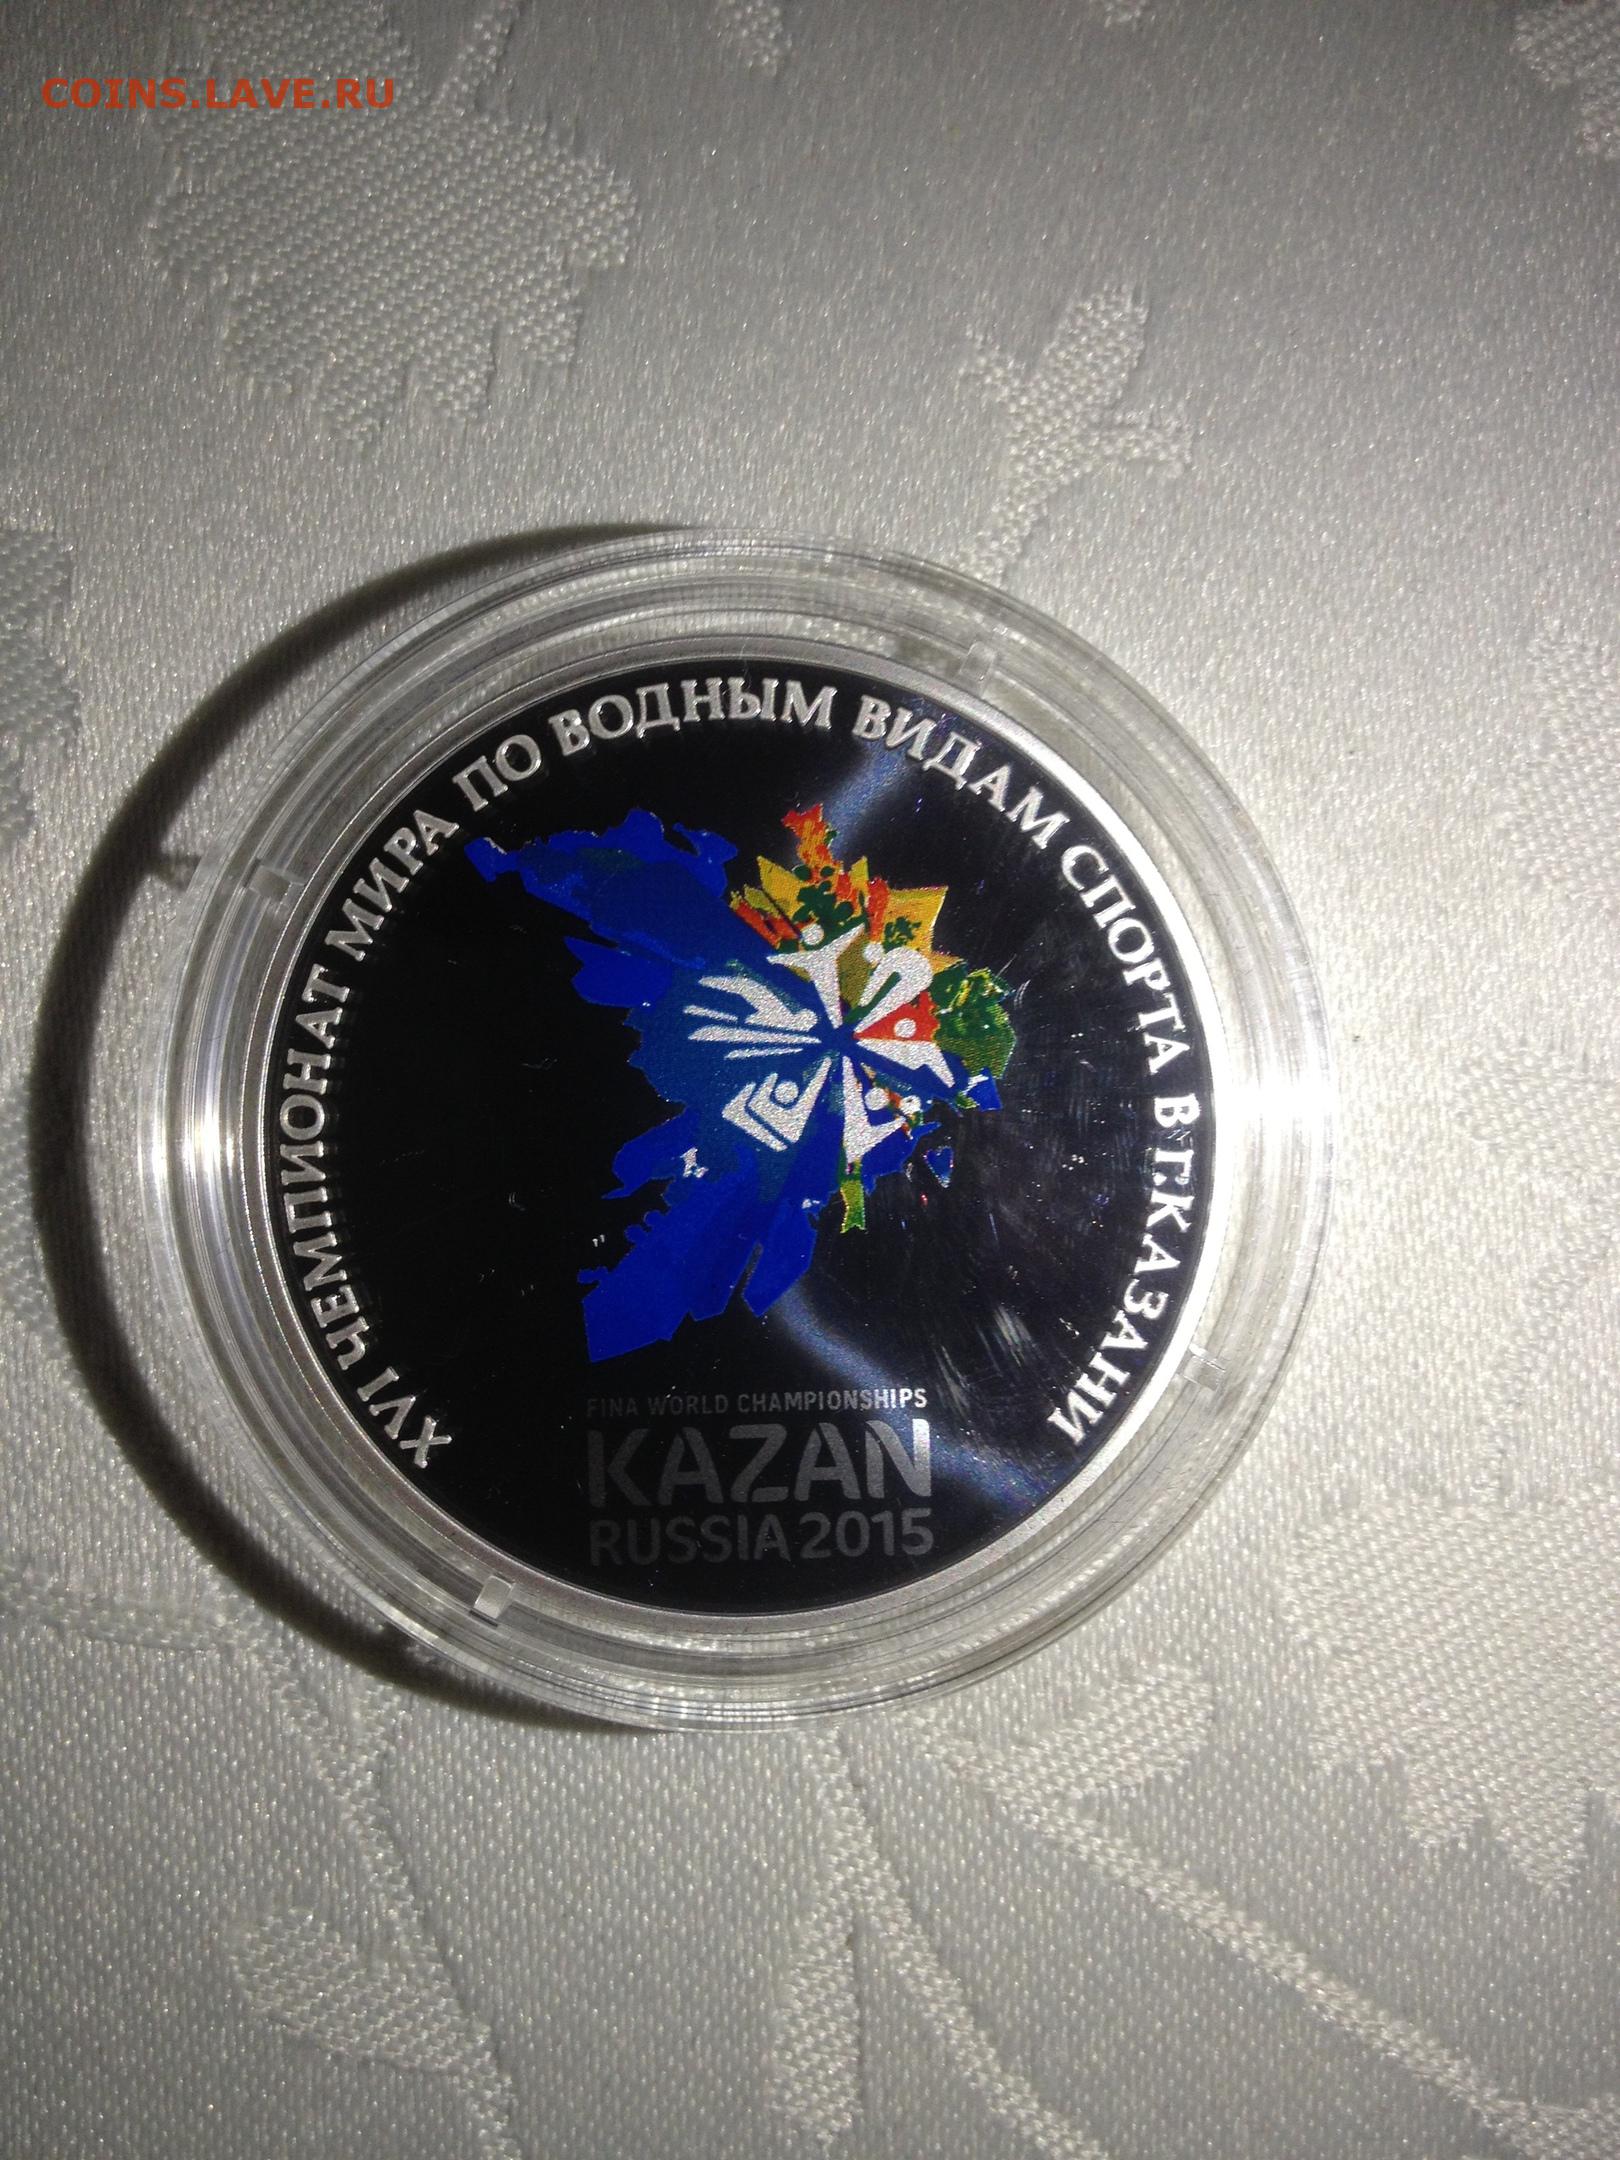 COINS.LAVE.RU
XVI ЧЕМПИОНАТ МИРА ПО ВОДНЫМ ВИДАМ СПОРТА В Г.КАЗАНИ
FINA WORLD CHAMPIONSHIPS
KAZAN
RUSSIA 2015